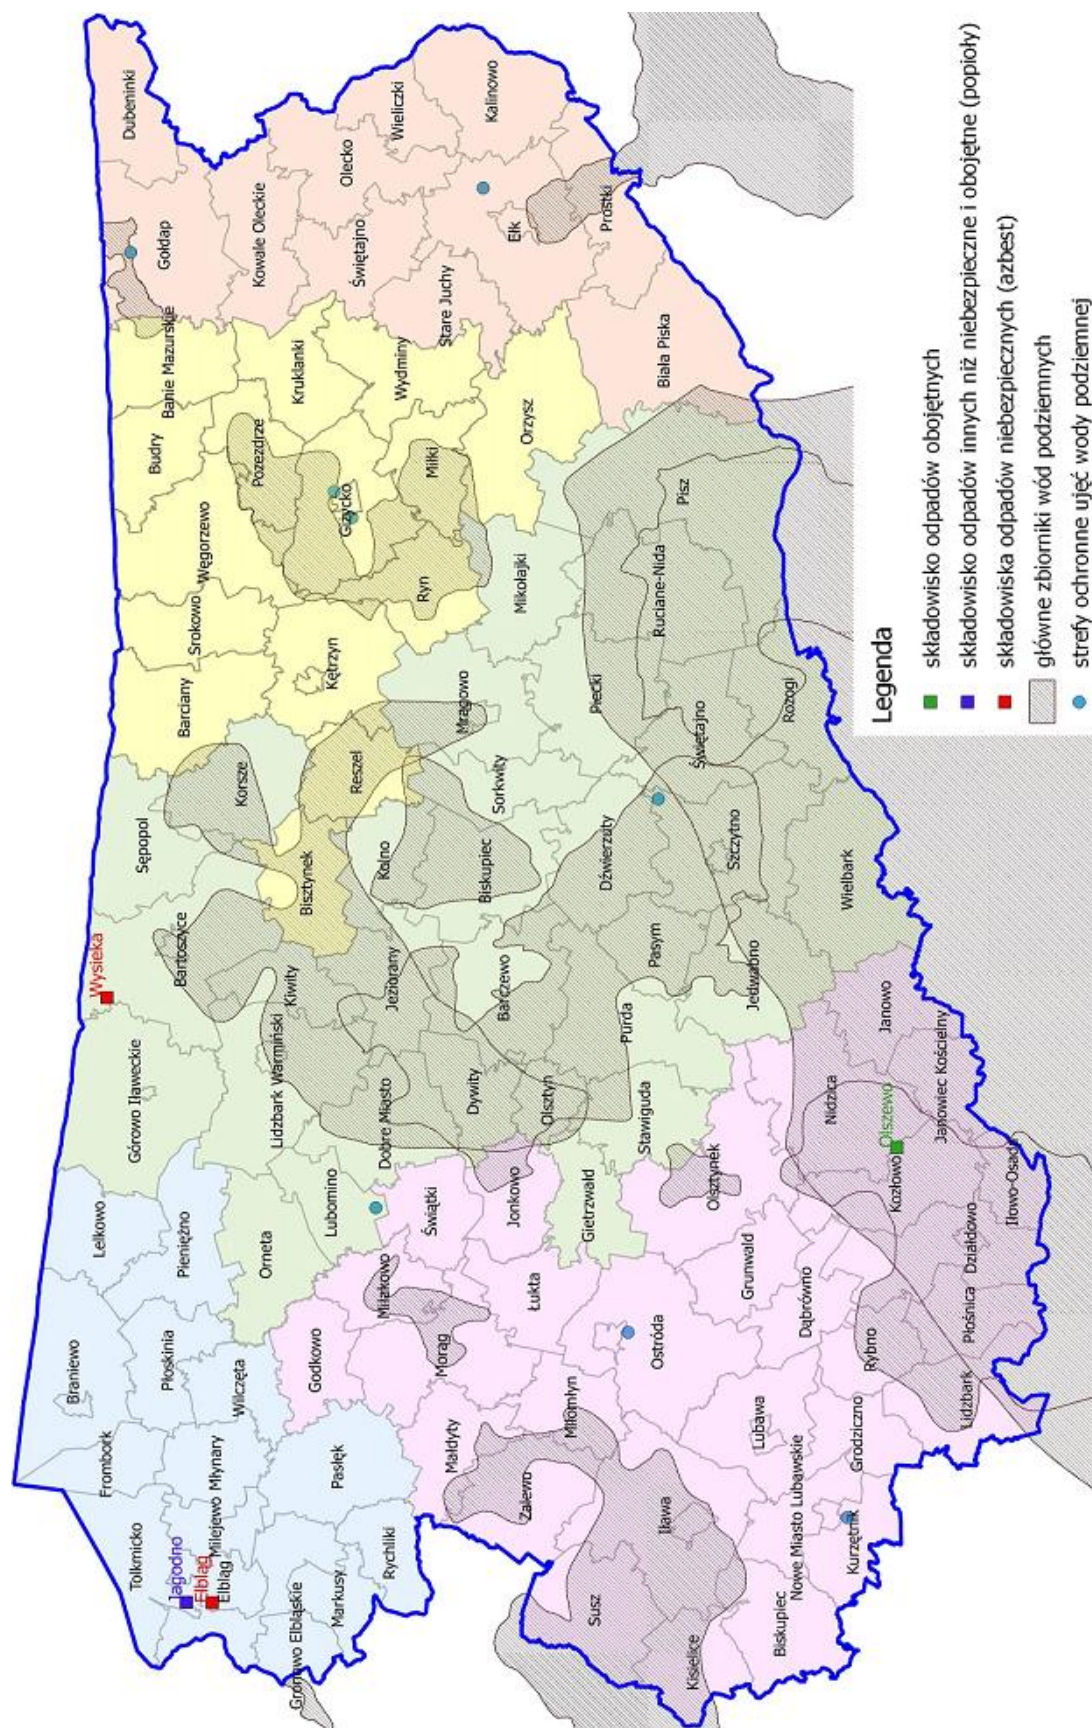 Dubeninki
Gołdap
Kowale Oleckie
Olecko
Wieliczki
Kalinowo
Świętajno
Ełk
Prostki
Stare Juchy
Biała Piska
Banie Mazurskie
Budry
Kruklanki
Pozezdrze
Wydminy
Giżycko
Miłki
Orzysz
Węgorzewo
Srokowo
Ryn
Barciany
Kętrzyn
Mikołajki
Pisz
Ruciane-Nida
Piecki
Mrągowo
Korsze
Reszel
Sorkwity
Świętajno
Rozogi
Sępopol
Bisztynek
Kolno
Biskupiec
Dźwierzuty
Szczytno
Wielbark
Wysieka
Bartoszyce
Kiwity
Jeziorany
Barczewo
Pasym
Jedwabno
Górowo Iławeckie
Lidzbark Warmiński
Dobre Miasto
Dywity
Olsztyn
Purda
Stawiguda
Janowo
Nidzica
Janowiec Kościelny
Olszewo
Kozłowo
Iłowo-Osada
Lelkowo
Pieniężno
Orneta
Lubomino
Świątki
Jonkowo
Gietrzwałd
Olsztynek
Działdowo
Płośnica
Braniewo
Płoskinia
Wilczęta
Godkowo
Miłakowo
Morąg
Łukta
Ostróda
Grunwald
Dąbrówno
Rybno
Lidzbark
Frombork
Młynary
Milejewo
Pasłęk
Małdyty
Miłomłyn
Zalewo
Iława
Lubawa
Grodziczno
Nowe Miasto Lubawskie
Kurzętnik
Tolkmicko
Jagodno
Elbląg
Elbląg
Gronowo Elbląskie
Markusy
Rychliki
Susz
Kisielice
Biskupiec
Legenda
składowisko odpadów obojętnych
składowisko odpadów innych niż niebezpieczne i obojętne (popioły)
składowiska odpadów niebezpiecznych (azbest)
główne zbiorniki wód podziemnych
strefy ochronne ujęć wody podziemnej